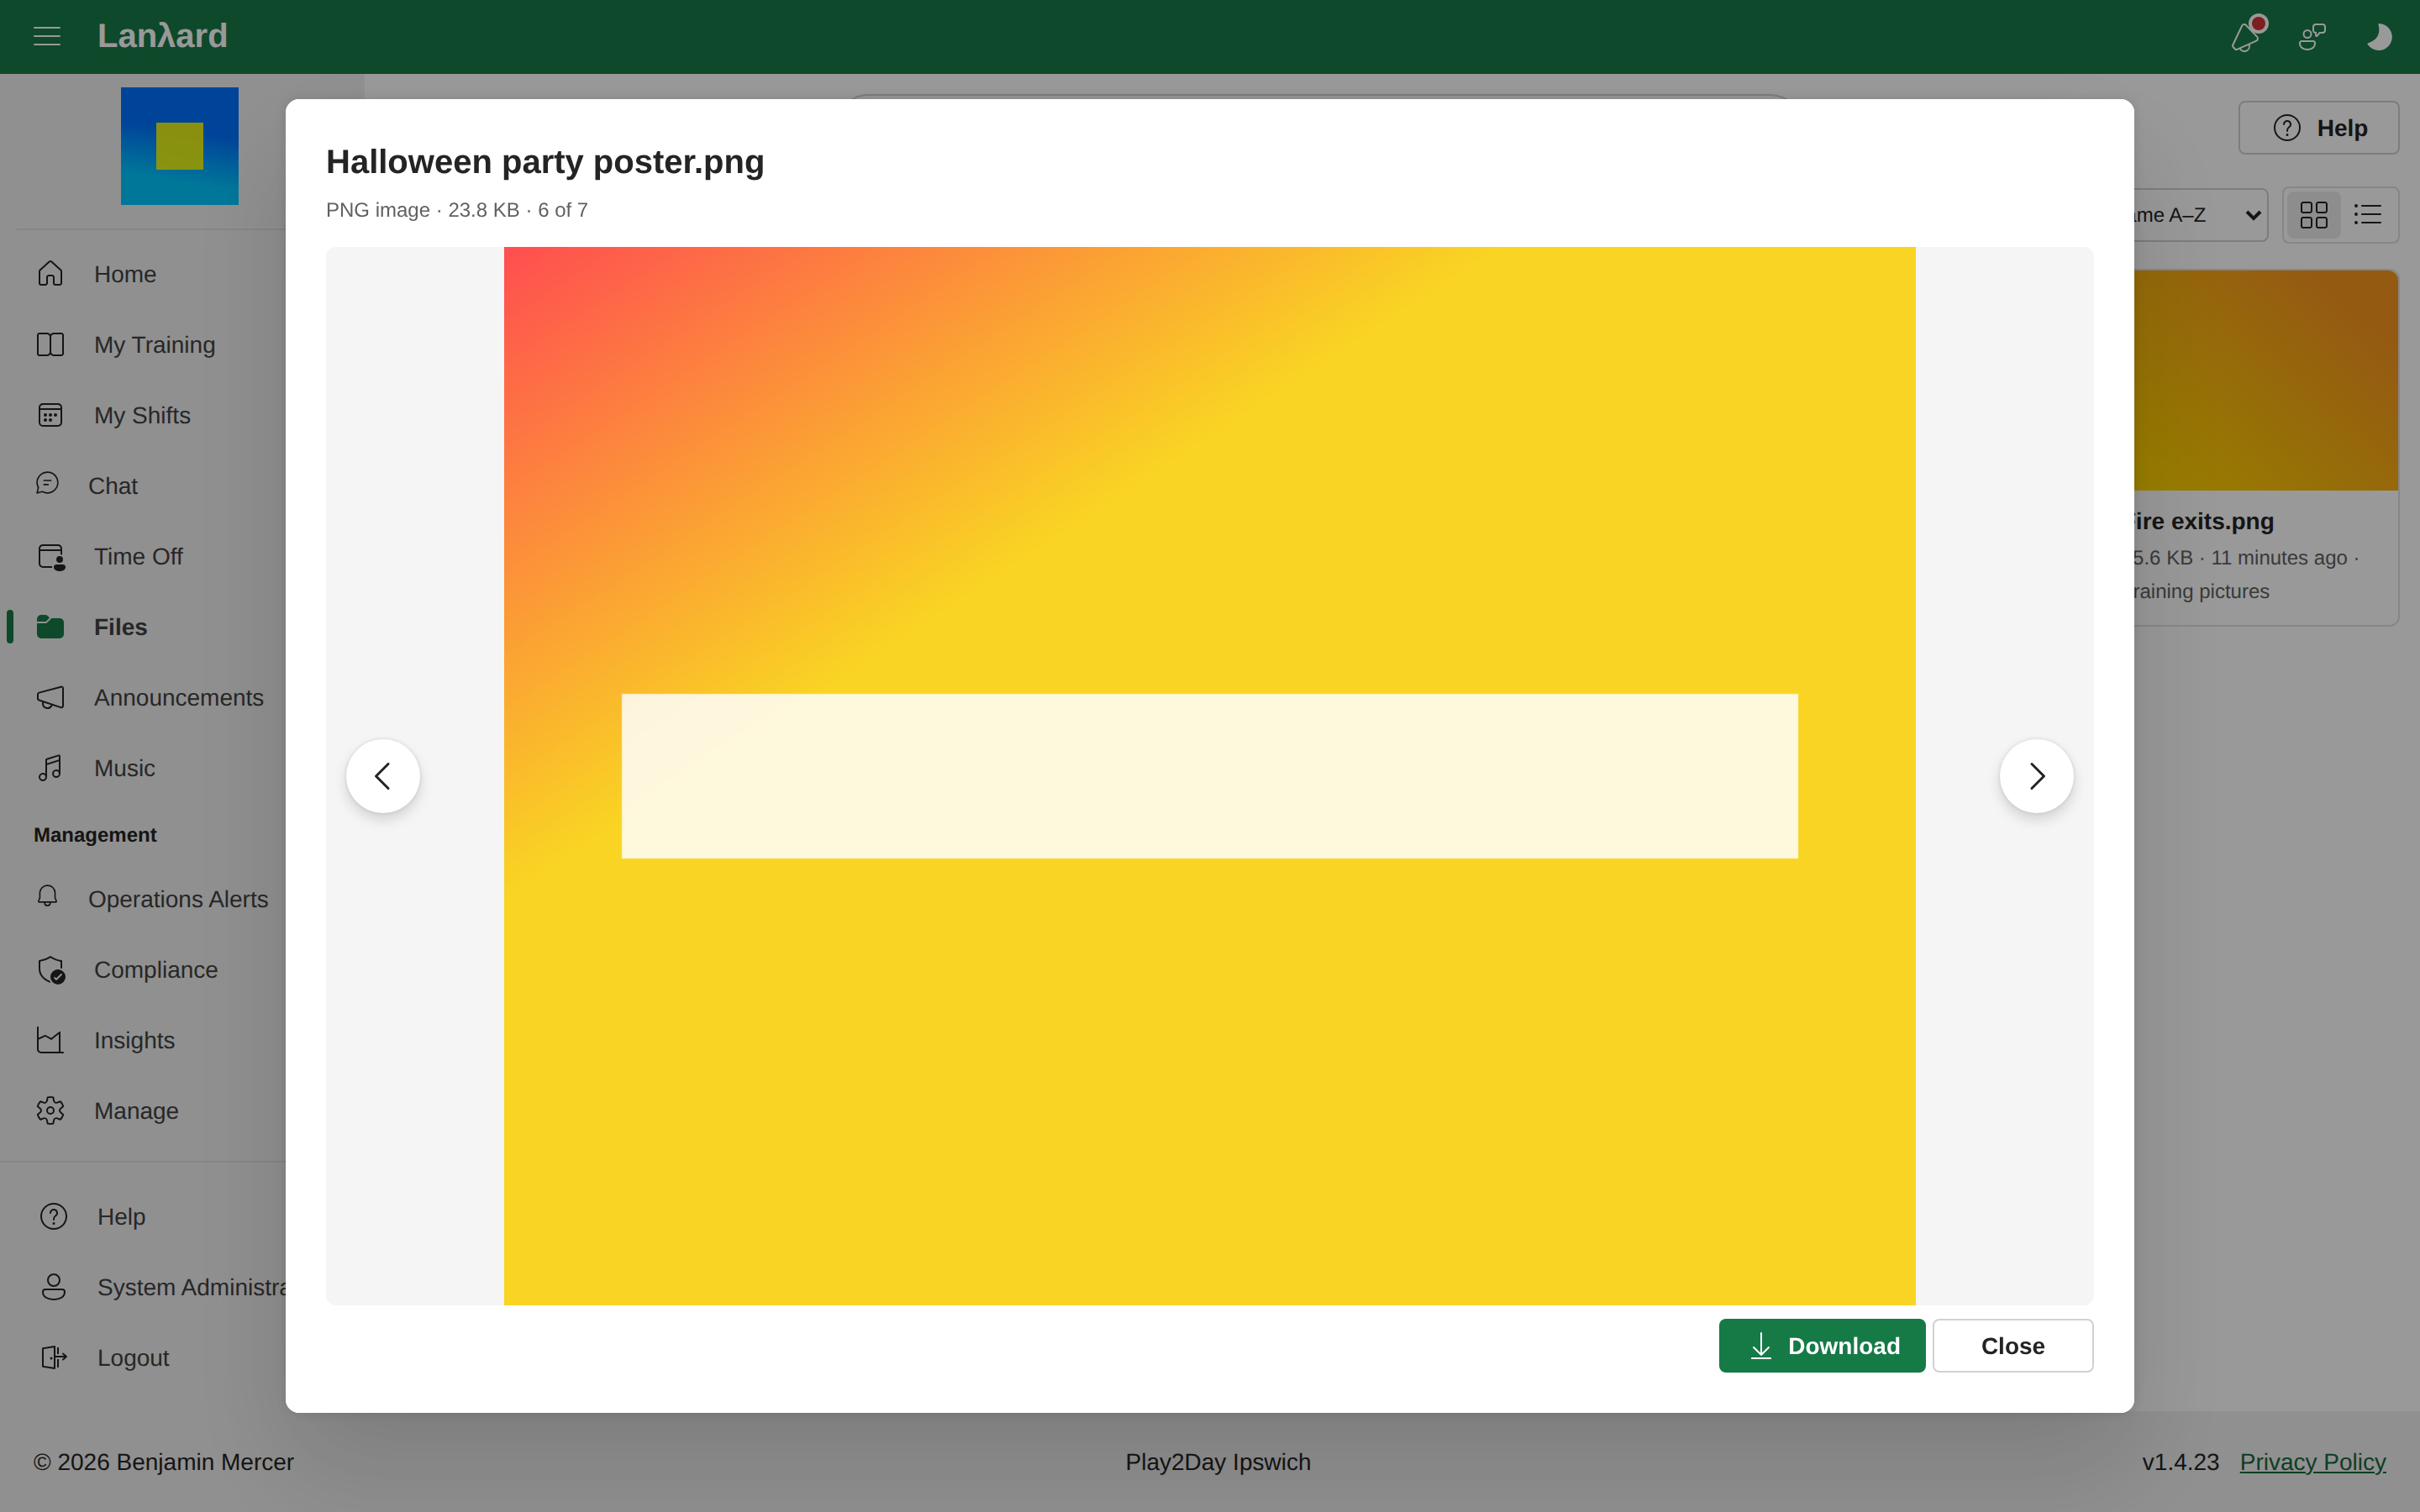 Lanλard
Help
Home
My Training
My Shifts
Chat
Time Off
Files
Announcements
Music
Management
Operations Alerts
Compliance
Insights
Manage
Help
System Administra
Logout
Halloween party poster.png
PNG image · 23.8 KB · 6 of 7
Download
Close
me A–Z
ire exits.png
5.6 KB · 11 minutes ago ·
raining pictures
© 2026 Benjamin Mercer
Play2Day Ipswich
v1.4.23 Privacy Policy